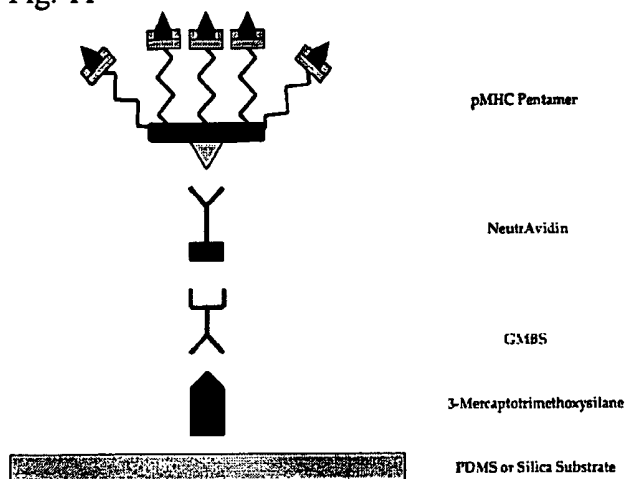 pMHC Pentamer
NeutrAvidin
GMBS
3-Mercaptotrimethoxysilane
PDMS or Silica Substrate